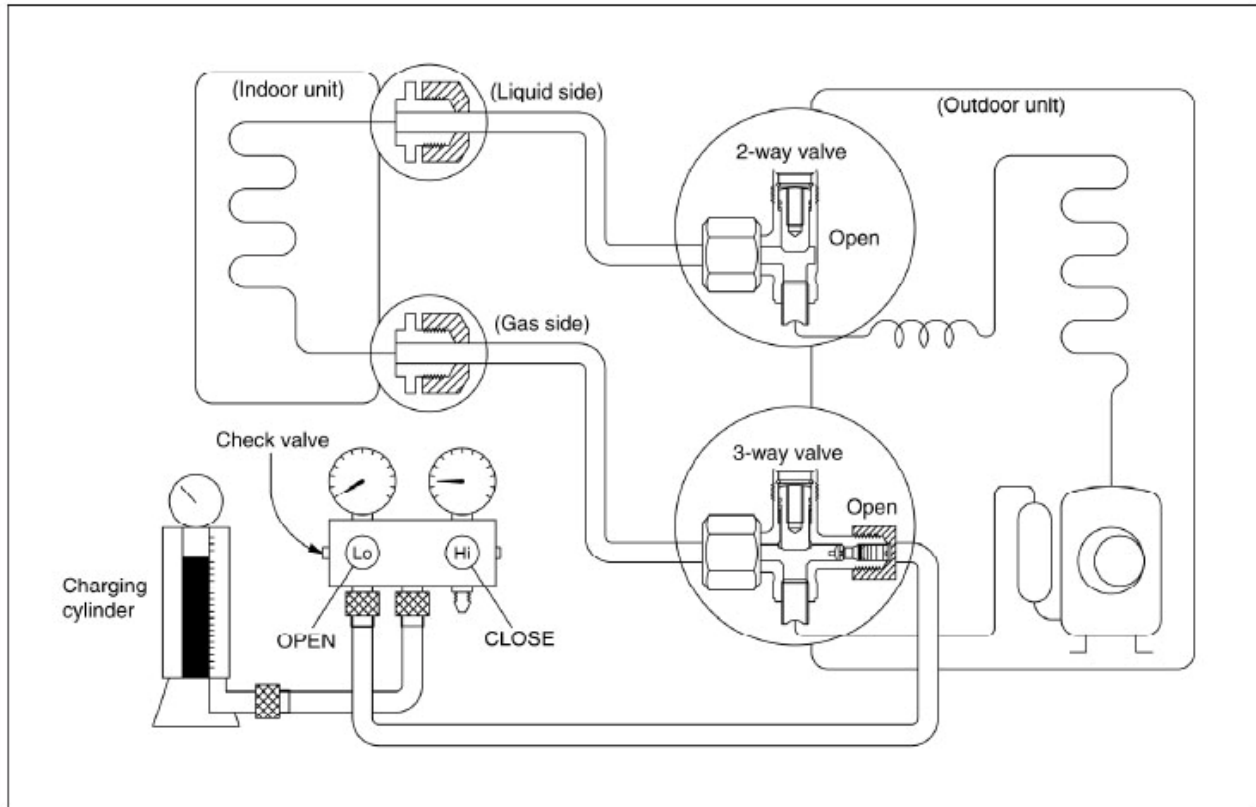 (Indoor unit)
(Liquid side)
(Outdoor unit)
2-way valve
Open
(Gas side)
Check valve
3-way valve
Open
Lo
Hi
Charging
cylinder
OPEN
CLOSE